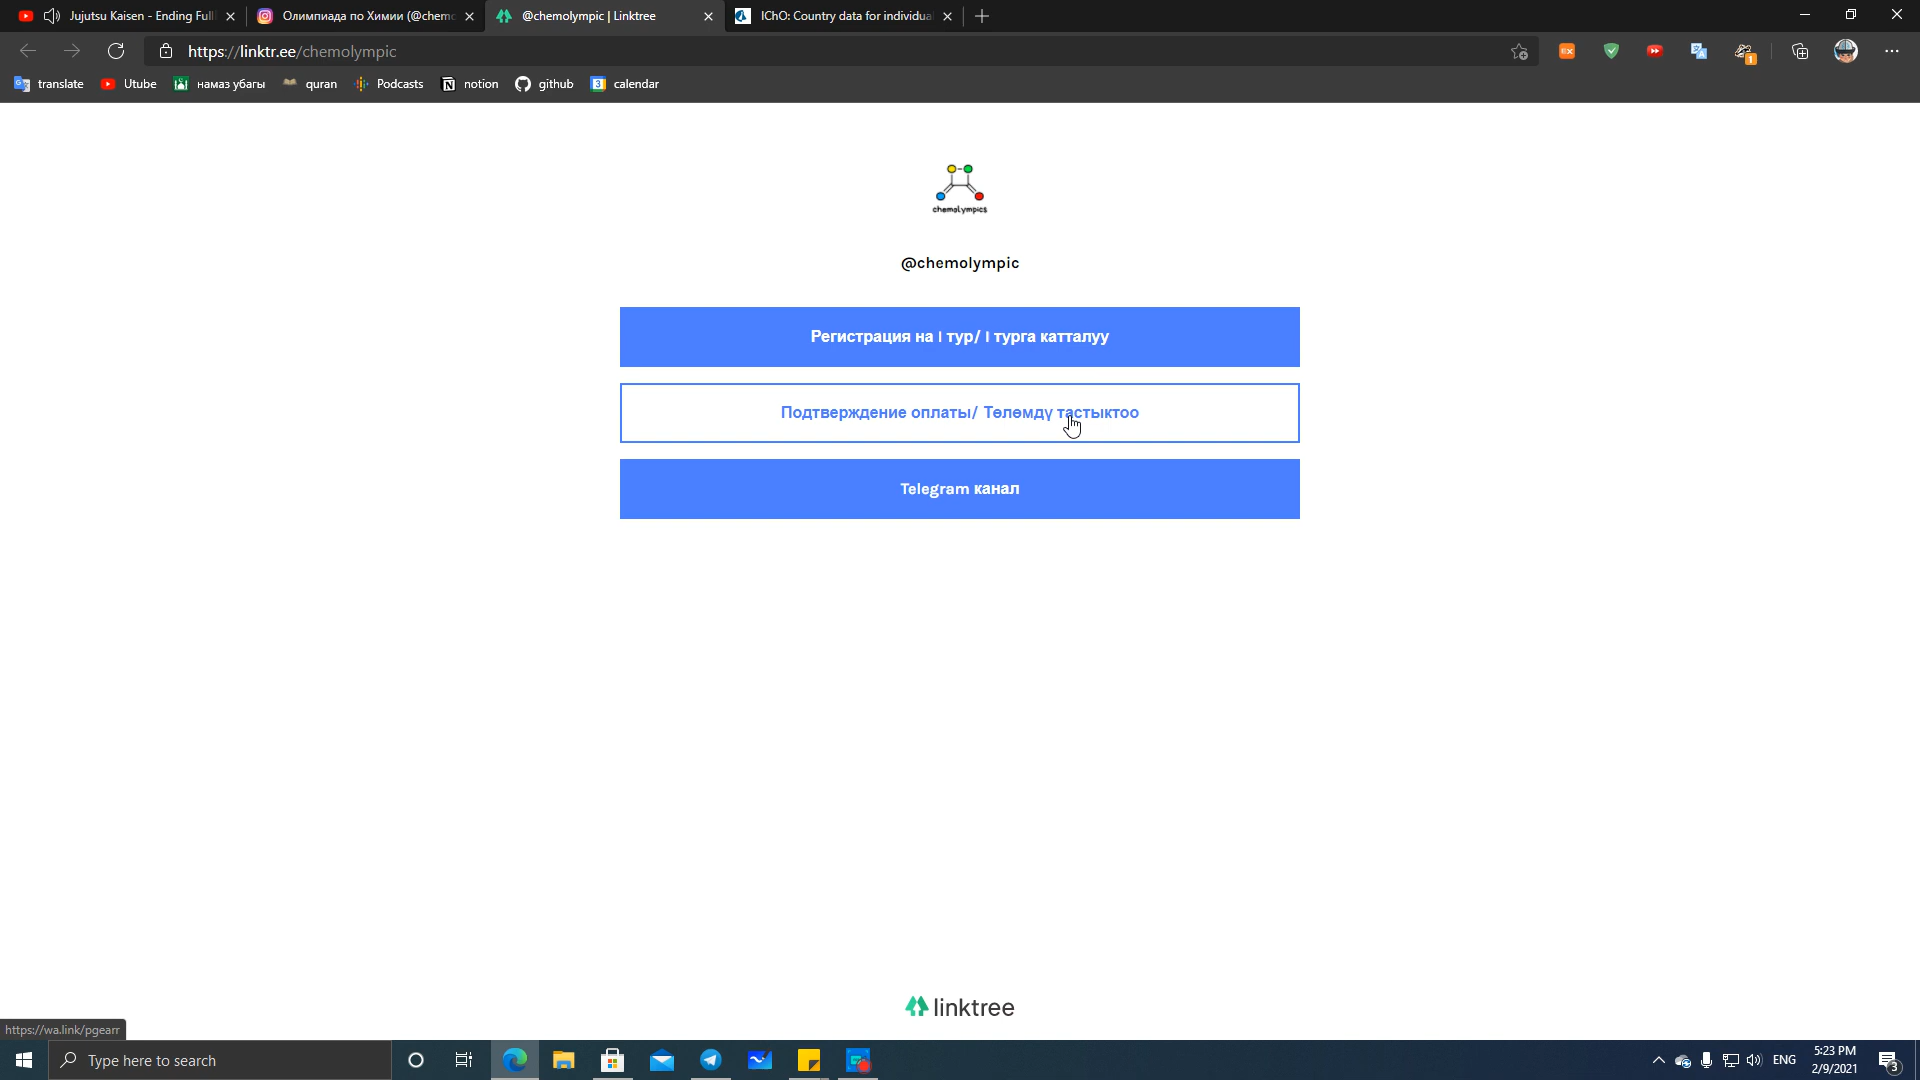 Jujutsu Kaisen - Ending Full
Олимпиада по Химии (@chemo
@chemolympic | Linktree
IChO: Country data for individual
https://linktr.ee/chemolympic
translate
Utube
намаз убагы
quran
Podcasts
notion
github
31 calendar
chemolympics
@chemolympic
Регистрация на I тур/ I турга катталуу
Подтверждение оплаты/ Төлөмдү тастыктоо
Telegram канал
linktree
https://wa.link/pgearr
Type here to search
ENG
5:23 PM
2/9/2021
3